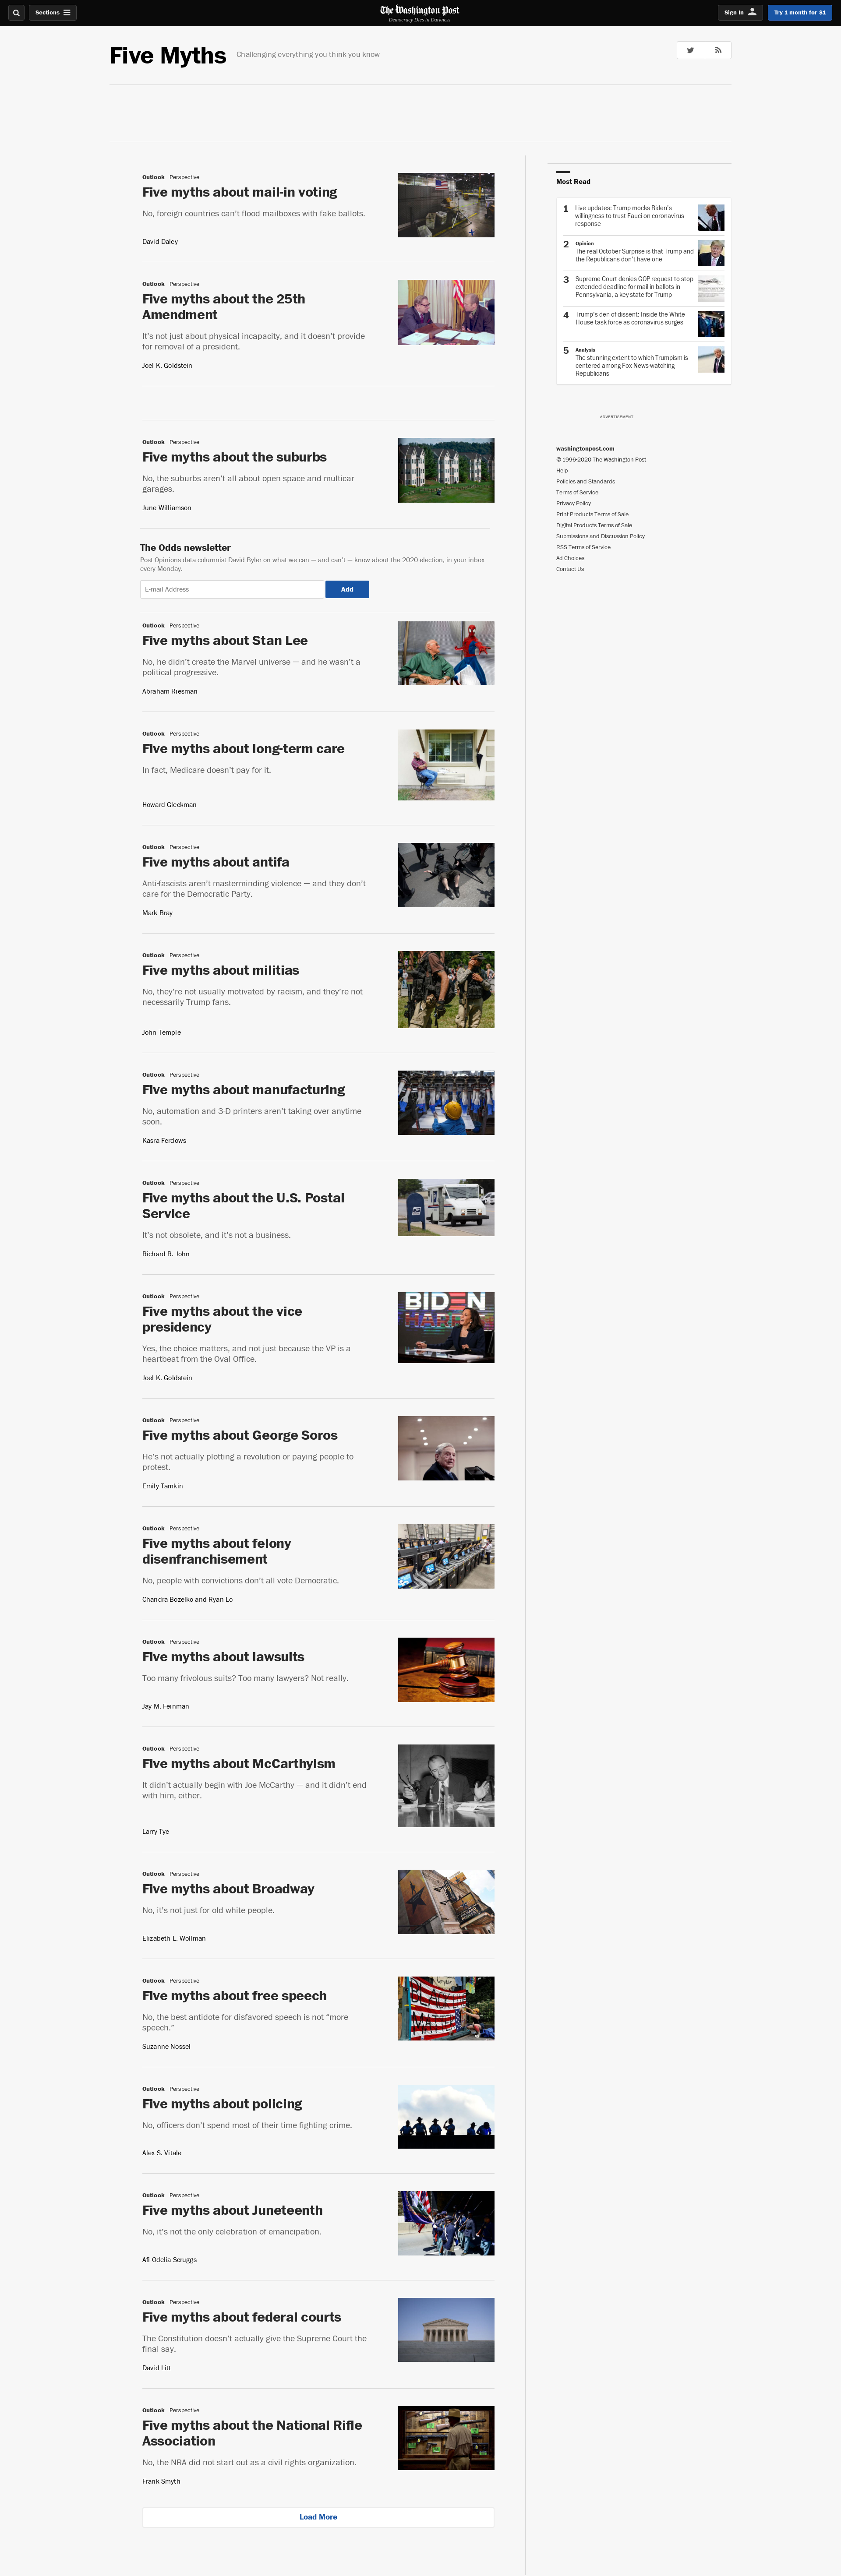 Sections
The Washington Post
Democracy Dies in Darkness
Sign In
Try 1 month for $1
Five Myths
Challenging everything you think you know
Outlook Perspective
Five myths about mail-in voting
No, foreign countries can't flood mailboxes with fake ballots.
David Daley
Outlook Perspective
Five myths about the 25th
Amendment
It's not just about physical incapacity, and it doesn't provide
for removal of a president.
Joel K. Goldstein
Outlook Perspective
Five myths about the suburbs
No, the suburbs aren't all about open space and multicar
garages.
June Williamson
The Odds newsletter
Post Opinions data columnist David Byler on what we can — and can't — know about the 2020 election, in your inbox
every Monday.
E-mail Address
Add
Outlook Perspective
Five myths about Stan Lee
No, he didn't create the Marvel universe — and he wasn't a
political progressive.
Abraham Riesman
Outlook Perspective
Five myths about long-term care
In fact, Medicare doesn't pay for it.
Howard Gleckman
Outlook Perspective
Five myths about antifa
Anti-fascists aren't masterminding violence — and they don't
care for the Democratic Party.
Mark Bray
Outlook Perspective
Five myths about militias
No, they're not usually motivated by racism, and they're not
necessarily Trump fans.
John Temple
Outlook Perspective
Five myths about manufacturing
No, automation and 3-D printers aren't taking over anytime
soon.
Kasra Ferdows
Outlook Perspective
Five myths about the U.S. Postal
Service
It's not obsolete, and it's not a business.
Richard R. John
Outlook Perspective
Five myths about the vice
presidency
Yes, the choice matters, and not just because the VP is a
heartbeat from the Oval Office.
Joel K. Goldstein
BIDEN
Outlook Perspective
Five myths about George Soros
He's not actually plotting a revolution or paying people to
protest.
Emily Tamkin
Outlook Perspective
Five myths about felony
disenfranchisement
No, people with convictions don't all vote Democratic.
Chandra Bozelko and Ryan Lo
Outlook Perspective
Five myths about lawsuits
Too many frivolous suits? Too many lawyers? Not really.
Jay M. Feinman
Outlook Perspective
Five myths about McCarthyism
It didn't actually begin with Joe McCarthy — and it didn't end
with him, either.
Larry Tye
Outlook Perspective
Five myths about Broadway
No, it's not just for old white people.
Elizabeth L. Wollman
Outlook Perspective
Five myths about free speech
No, the best antidote for disfavored speech is not "more
speech."
Suzanne Nossel
Outlook Perspective
Five myths about policing
No, officers don't spend most of their time fighting crime.
Alex S. Vitale
Outlook Perspective
Five myths about Juneteenth
No, it's not the only celebration of emancipation.
Afi-Odelia Scruggs
Outlook Perspective
Five myths about federal courts
The Constitution doesn't actually give the Supreme Court the
final say.
David Litt
Outlook Perspective
Five myths about the National Rifle
Association
No, the NRA did not start out as a civil rights organization.
Frank Smyth
Load More
Most Read
1 Live updates: Trump mocks Biden's
willingness to trust Fauci on coronavirus
response
2 Opinion
The real October Surprise is that Trump and
the Republicans don't have one
3 Supreme Court denies GOP request to stop
extended deadline for mail-in ballots in
Pennsylvania, a key state for Trump
4 Trump's den of dissent: Inside the White
House task force as coronavirus surges
5 Analysis
The stunning extent to which Trumpism is
centered among Fox News-watching
Republicans
ADVERTISEMENT
washingtonpost.com
© 1996-2020 The Washington Post
Help
Policies and Standards
Terms of Service
Privacy Policy
Print Products Terms of Sale
Digital Products Terms of Sale
Submissions and Discussion Policy
RSS Terms of Service
Ad Choices
Contact Us